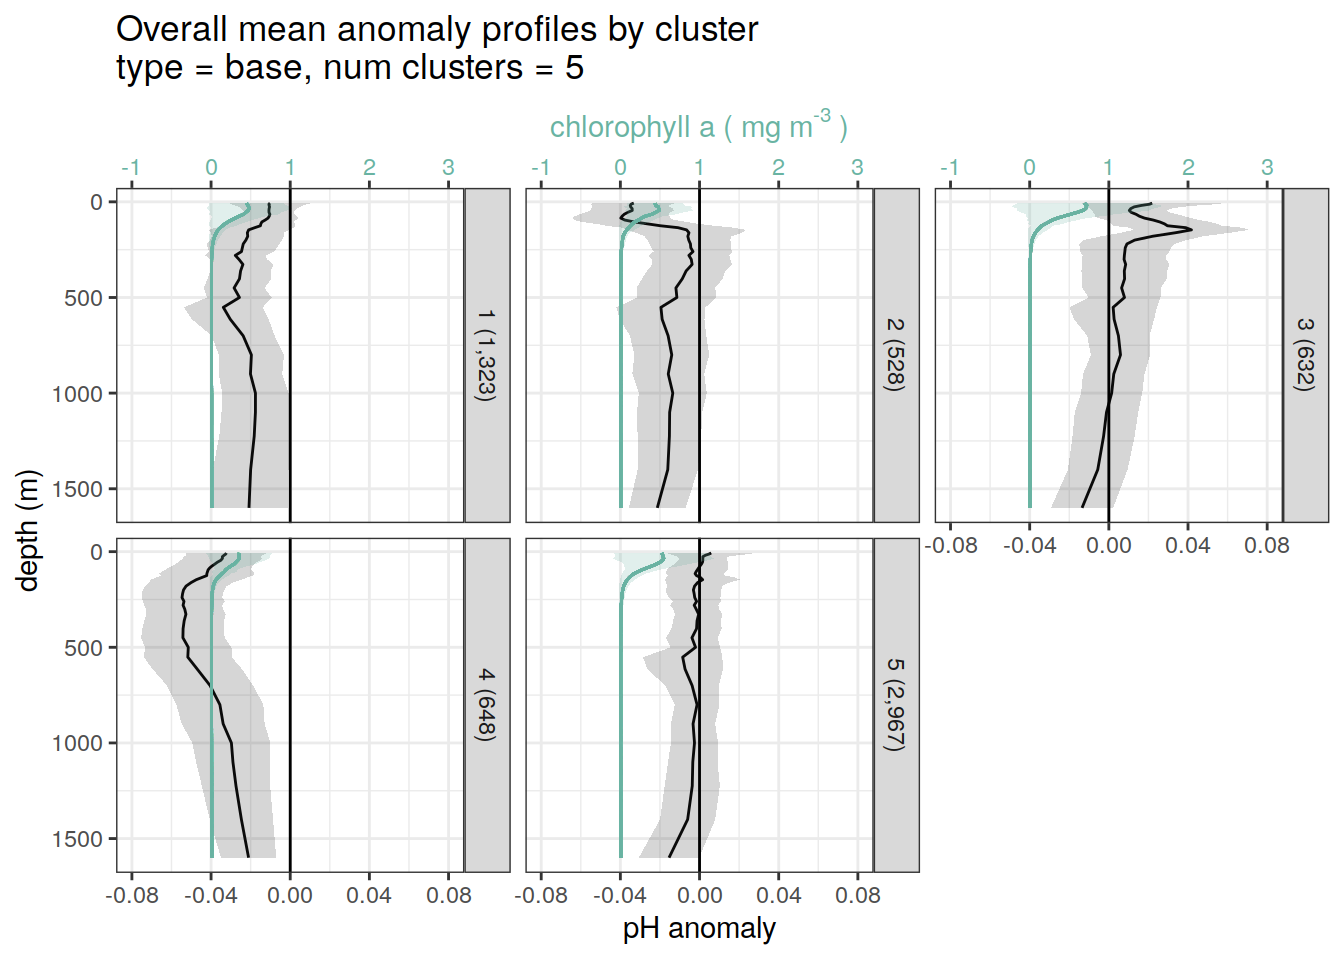 Overall mean anomaly profiles by cluster
type = base, num clusters = 5
chlorophyll a ( mg m-3 )
-1 0 1 2 3 -1 0 1 2 3 -1 0 1 2 3
0
500
1000
1500
1 (1,323)
2 (528)
3 (632)
-0.08 -0.04 0.00 0.04 0.08
depth (m)
0
500
1000
1500
4 (648)
5 (2,967)
-0.08 -0.04 0.00 0.04 0.08 -0.08 -0.04 0.00 0.04 0.08
pH anomaly